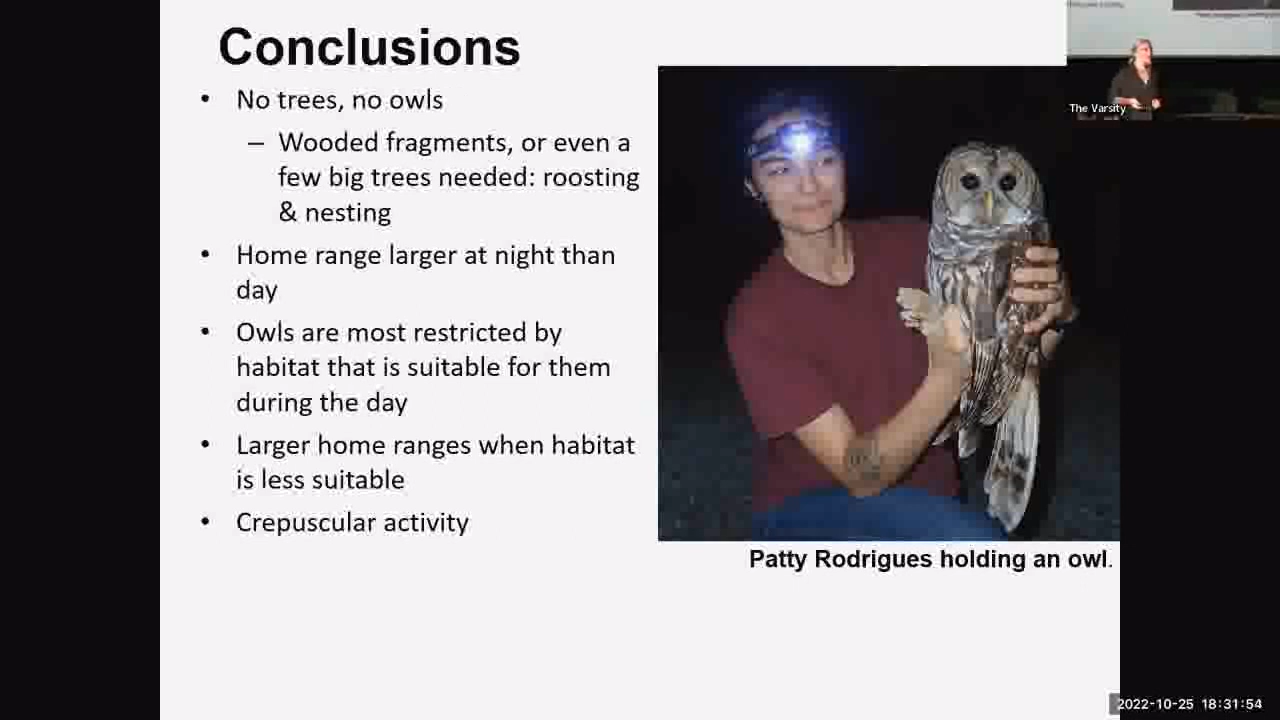 Conclusions
• No trees, no owls
– Wooded fragments, or even a
few big trees needed: roosting
& nesting
• Home range larger at night than
day
• Owls are most restricted by
habitat that is suitable for them
during the day
• Larger home ranges when habitat
is less suitable
• Crepuscular activity
Patty Rodrigues holding an owl.
The Varsity
2022-10-25 18:31:54